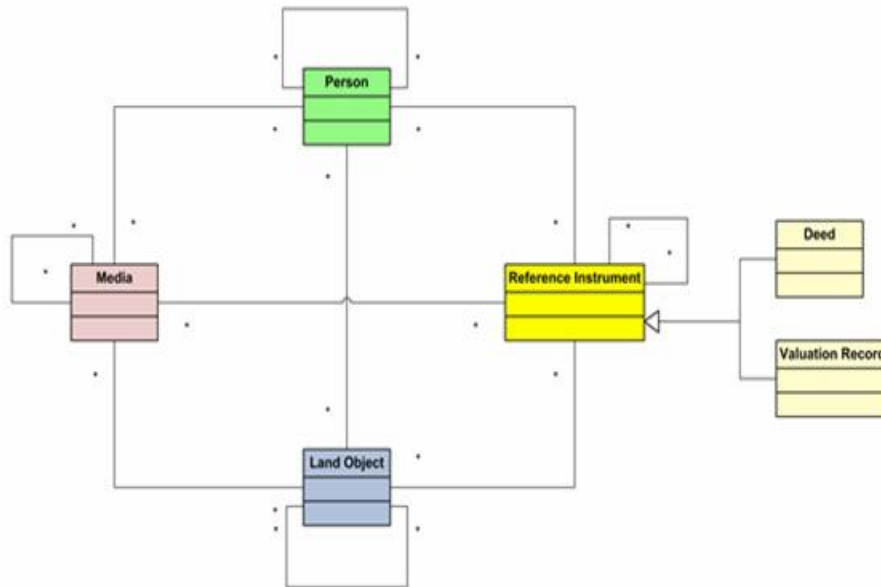 Person
Media
Reference Instrument
Deed
Valuation Record
Land Object